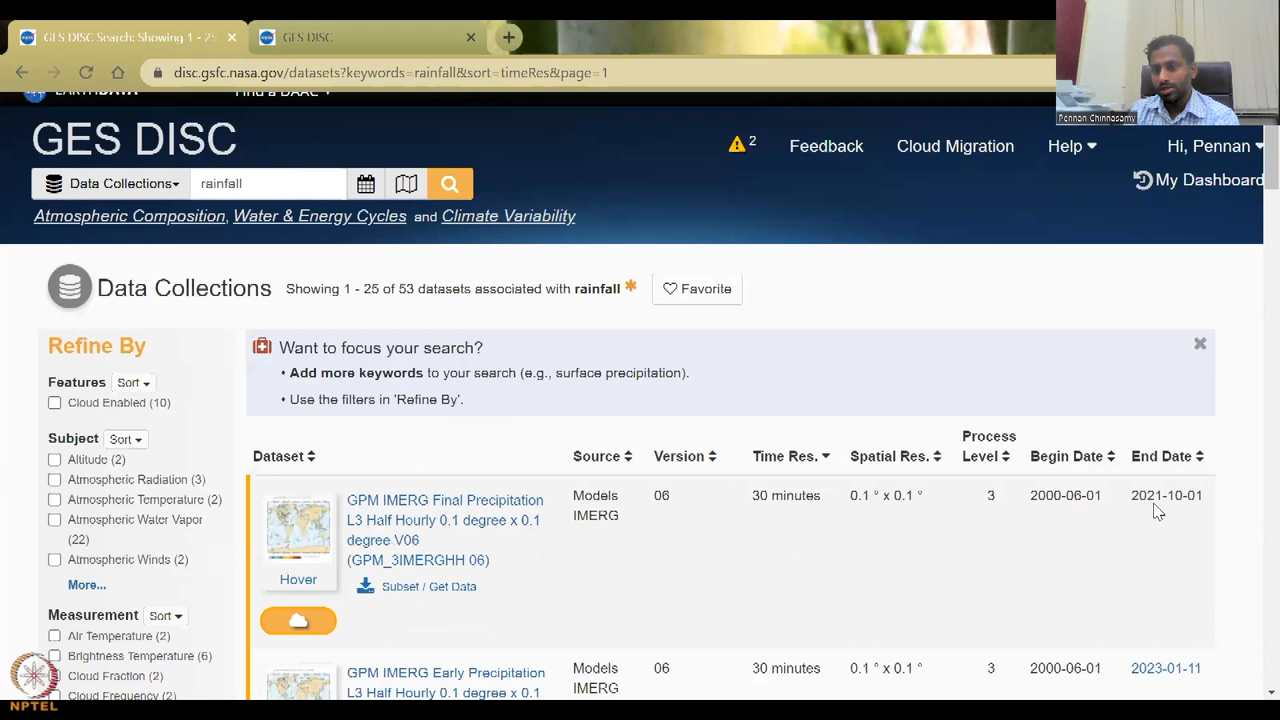 GES DISC Search: Showing 1 - 25
GES DISC
disc.gsfc.nasa.gov/datasets?keywords=rainfall&sort=timeRes&page=1
Pennan Chinnasamy
EARTHDATA
Find a DAAC
GES DISC
2
Feedback
Cloud Migration
Help
Hi, Pennan
Data Collections
rainfall
My Dashboard
Atmospheric Composition, Water & Energy Cycles and Climate Variability
Data Collections
Showing 1 - 25 of 53 datasets associated with rainfall *
Favorite
Refine By
Features Sort
Cloud Enabled (10)
Subject Sort
Altitude (2)
Atmospheric Radiation (3)
Atmospheric Temperature (2)
Atmospheric Water Vapor
(22)
Atmospheric Winds (2)
More...
Measurement Sort
Air Temperature (2)
Brightness Temperature (6)
Cloud Fraction (2)
Cloud Frequency (2)
Want to focus your search?
• Add more keywords to your search (e.g., surface precipitation).
• Use the filters in 'Refine By'.
Dataset Source Version Time Res. Spatial Res. Process Level Begin Date End Date
GPM IMERG Final Precipitation
L3 Half Hourly 0.1 degree x 0.1
degree V06
(GPM_3IMERGHH 06)
Hover
Subset / Get Data
Models
IMERG
06
30 minutes
0.1 ° x 0.1 °
3
2000-06-01
2021-10-01
GPM IMERG Early Precipitation
L3 Half Hourly 0.1 degree x 0.1
Models
IMERG
06
30 minutes
0.1 ° x 0.1 °
3
2000-06-01
2023-01-11
NPTEL